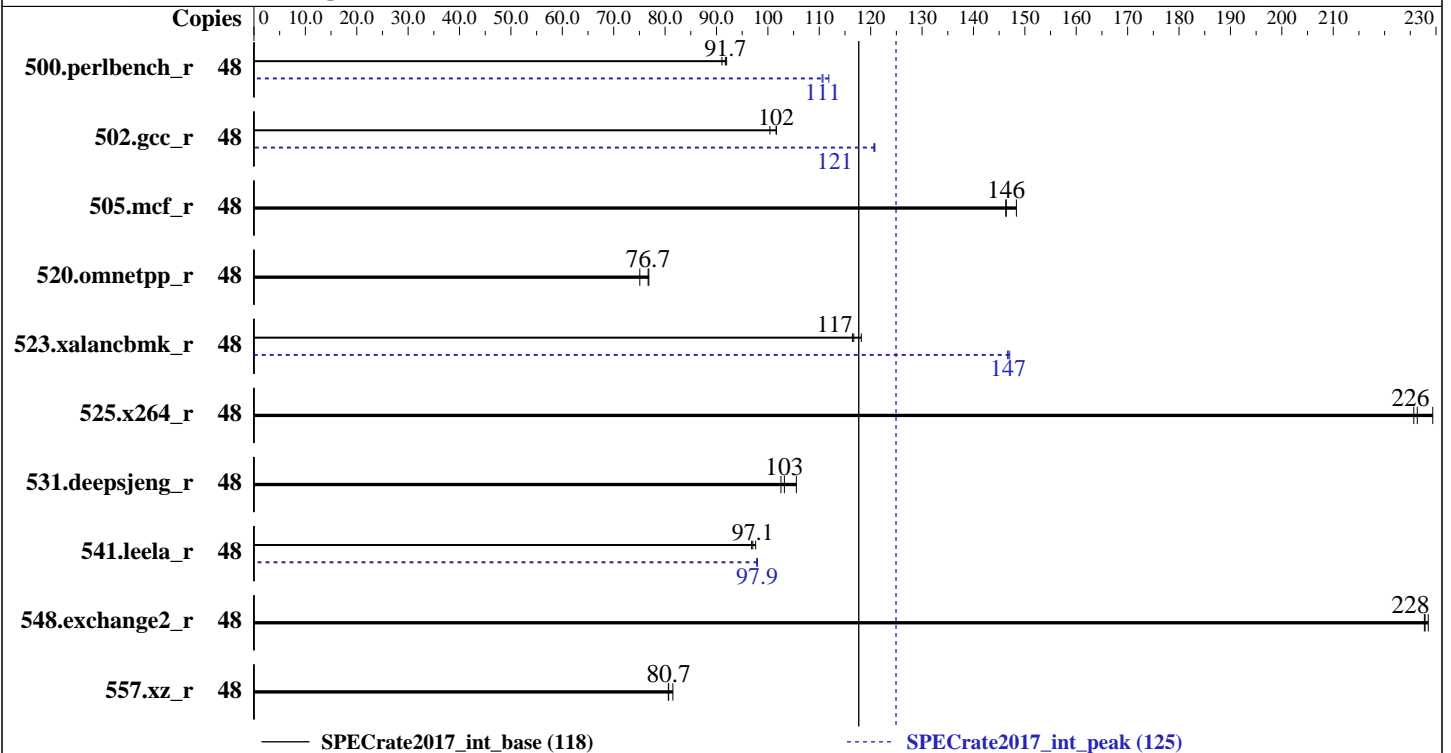 Copies 0 10.0 20.0 30.0 40.0 50.0 60.0 70.0 80.0 90.0 100 110 120 130 140 150 160 170 180 190 200 210 230
500.perlbench_r 48 91.7
111
502.gcc_r 48 102
121
505.mcf_r 48 146
520.omnetpp_r 48 76.7
523.xalancbmk_r 48 117
147
525.x264_r 48 226
531.deepsjeng_r 48 103
541.leela_r 48 97.1
97.9
548.exchange2_r 48 228
557.xz_r 48 80.7
SPECrate2017_int_base (118) SPECrate2017_int_peak (125)